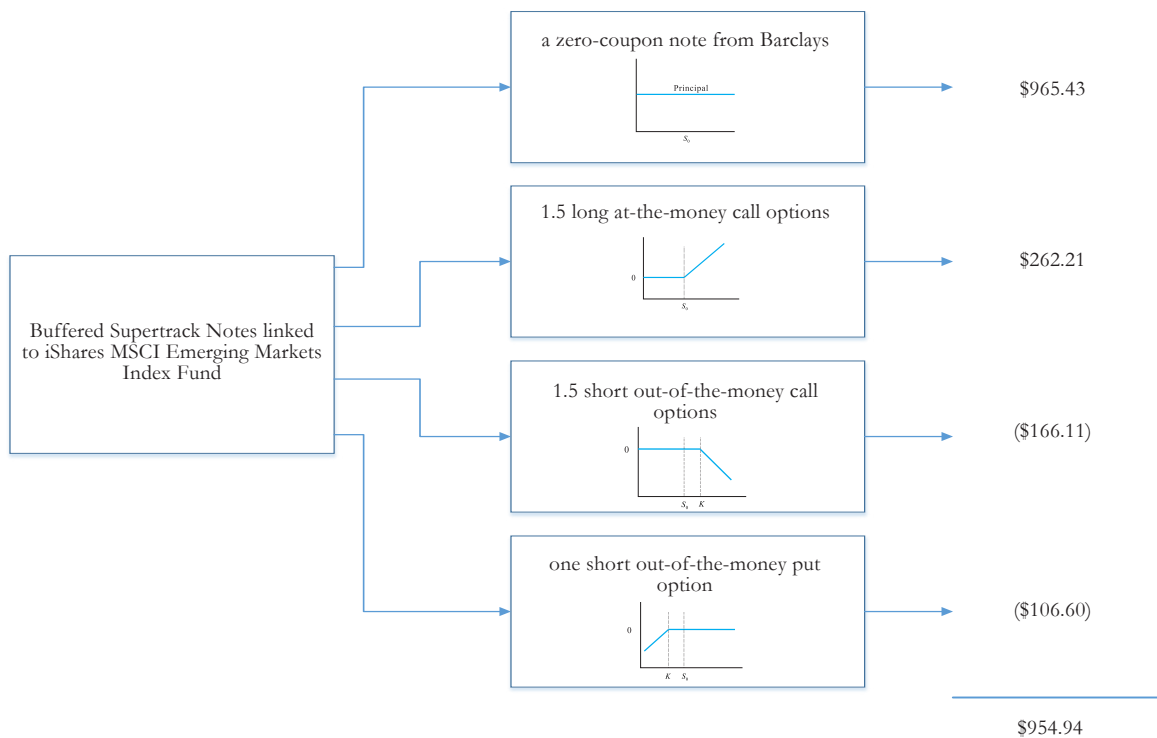 a zero-coupon note from Barclays
Principal
S₀
$965.43
1.5 long at-the-money call options
0
S₀
$262.21
Buffered Supertrack Notes linked
to iShares MSCI Emerging Markets
Index Fund
1.5 short out-of-the-money call
options
0
S₀ K
($166.11)
one short out-of-the-money put
option
0
K S₀
($106.60)
$954.94